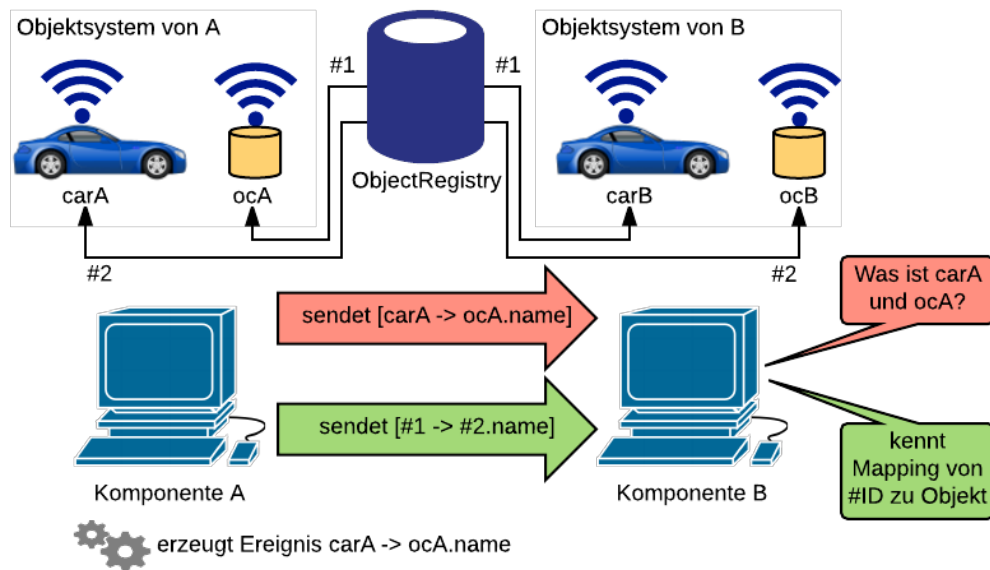 Objektsystem von A
Objektsystem von B
#1
#1
carA
ocA
ObjectRegistry
carB
ocB
#2
#2
Was ist carA
und ocA?
sendet [carA -> ocA.name]
sendet [#1 -> #2.name]
kennt
Mapping von
#ID zu Objekt
Komponente A
Komponente B
erzeugt Ereignis carA -> ocA.name